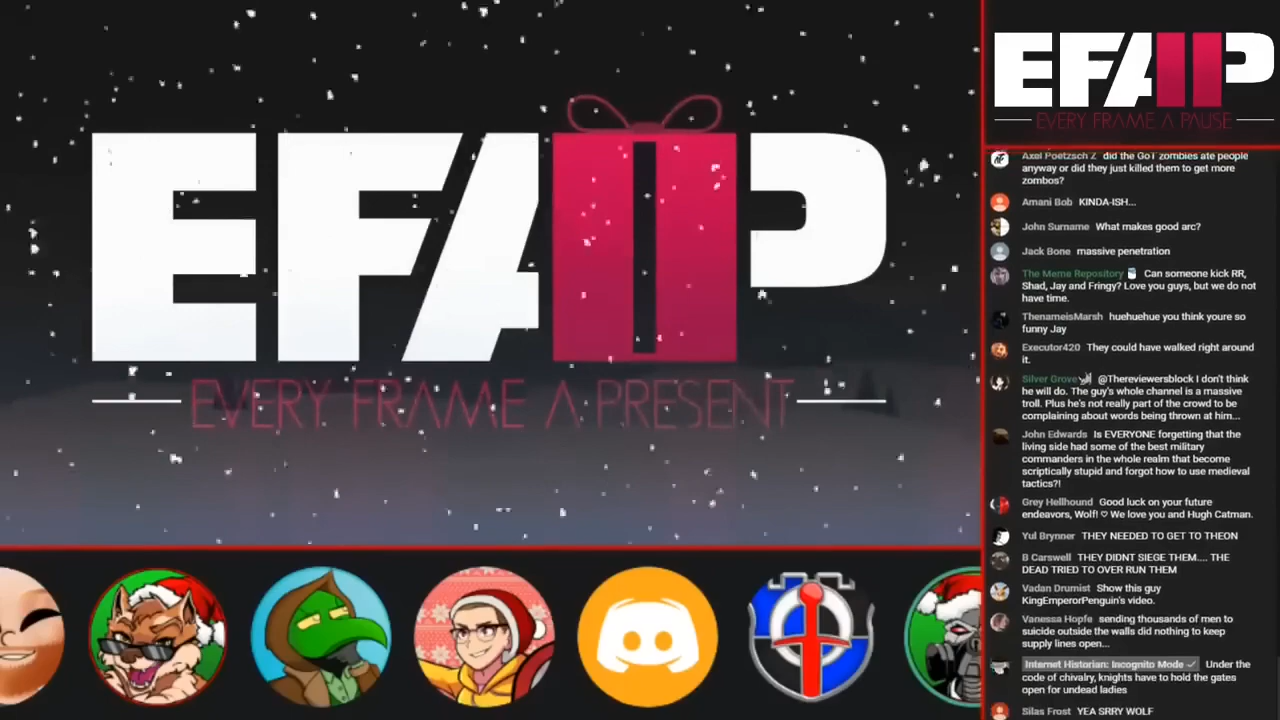 EFAP
EVERY FRAME A PRESENT
EFAP
EVERY FRAME A PAUSE
Axel Poetzsch Z did the GoT zombies ate people
anyway or did they just killed them to get more
zombos?
Amani Bob KINDA-ISH...
John Surname What makes good arc?
Jack Bone massive penetration
The Meme Repository Can someone kick RR,
Shad, Jay and Fringy? Love you guys, but we do not
have time.
ThenameisMarsh huehuehue you think youre so
funny Jay
Executor420 They could have walked right around
it.
Silver Grove @Thereviewersblock I don't think
he will do. The guy's whole channel is a massive
troll. Plus he's not really part of the crowd to be
complaining about words being thrown at him...
John Edwards Is EVERYONE forgetting that the
living side had some of the best military
commanders in the whole realm that become
scriptically stupid and forgot how to use medieval
tactics?!
Grey Hellhound Good luck on your future
endeavors, Wolf! ♡ We love you and Hugh Catman.
Yul Brynner THEY NEEDED TO GET TO THEON
B Carswell THEY DIDNT SIEGE THEM.... THE
DEAD TRIED TO OVER RUN THEM
Vadan Drumist Show this guy
KingEmperorPenguin's video.
Vanessa Hopfe sending thousands of men to
suicide outside the walls did nothing to keep
supply lines open...
Internet Historian: Incognito Mode ✓ Under the
code of chivalry, knights have to hold the gates
open for undead ladies
Silas Frost YEA SRRY WOLF